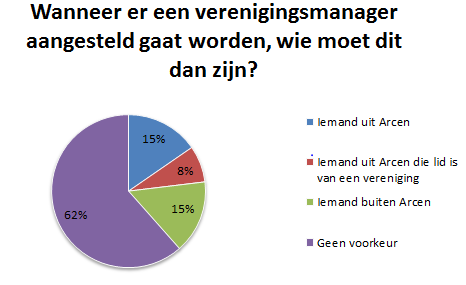 Wanneer er een verenigingsmanager
aangesteld gaat worden, wie moet dit
dan zijn?
15%
8%
15%
62%
Iemand uit Arcen
Iemand uit Arcen die lid is
van een vereniging
Iemand buiten Arcen
Geen voorkeur